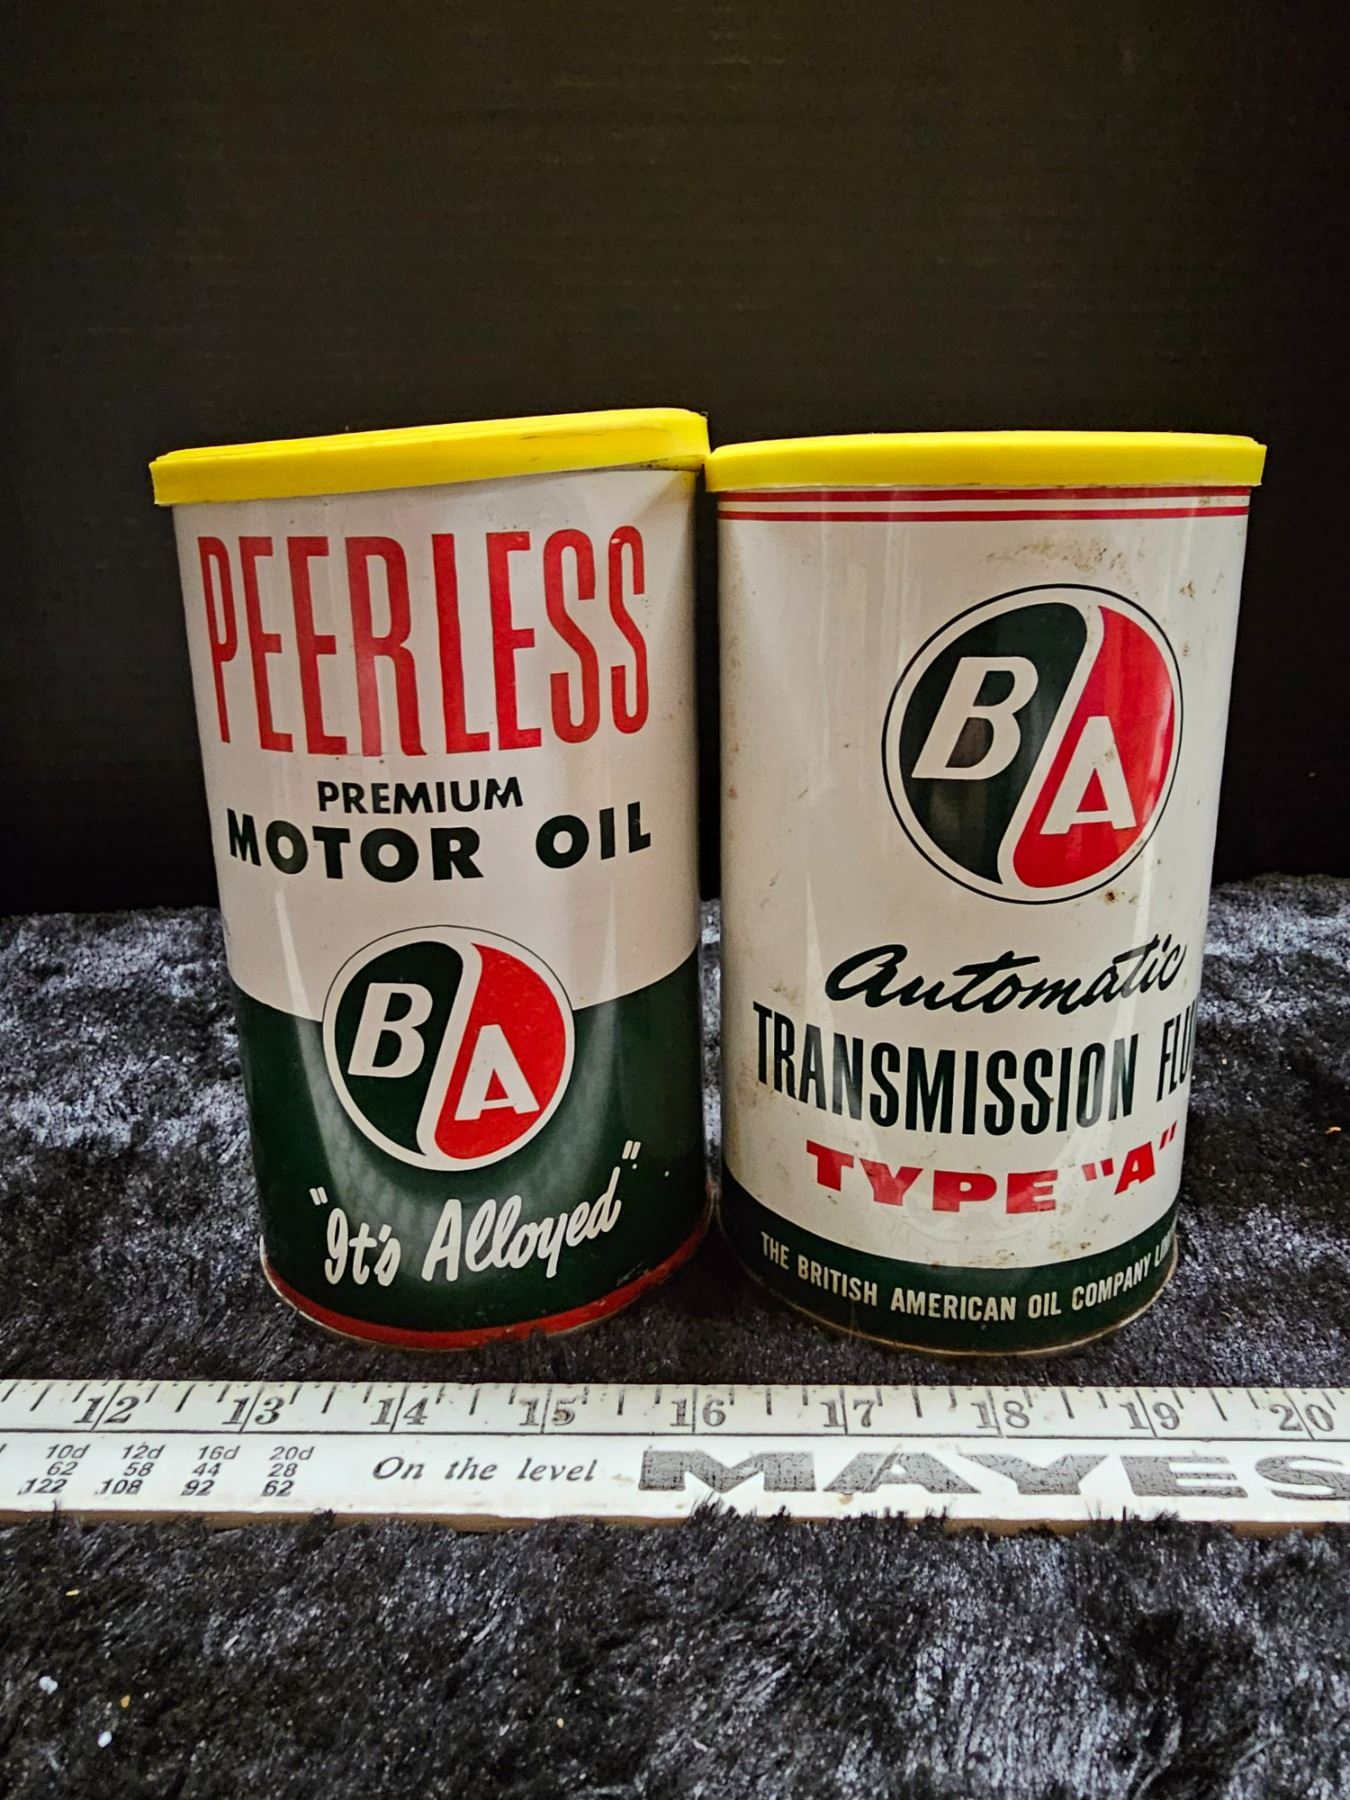 PEERLESS
PREMIUM
MOTOR OIL
BA
"It's Alloyed"
BA
Automatic
TRANSMISSION
TYPE "A"
THE BRITISH AMERICAN OIL COMPANY
12 13 14 15 16 17 18 19 20
10d 12d 16d 20d
62 58 44 28
122 108 92 62
On the level
MAYES